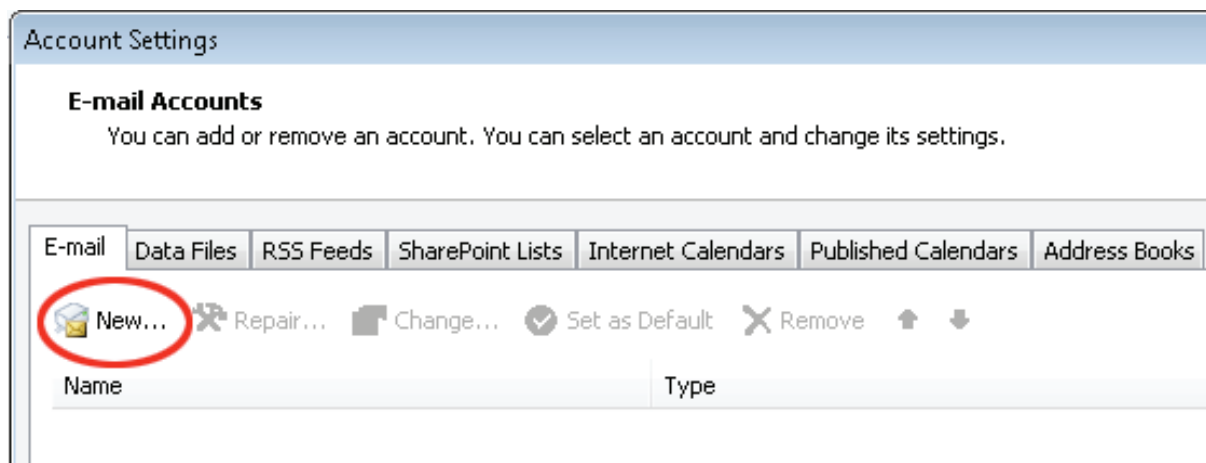 Account Settings
E-mail Accounts
You can add or remove an account. You can select an account and change its settings.
E-mail Data Files RSS Feeds SharePoint Lists Internet Calendars Published Calendars Address Books
New... Repair... Change... Set as Default Remove
Name Type